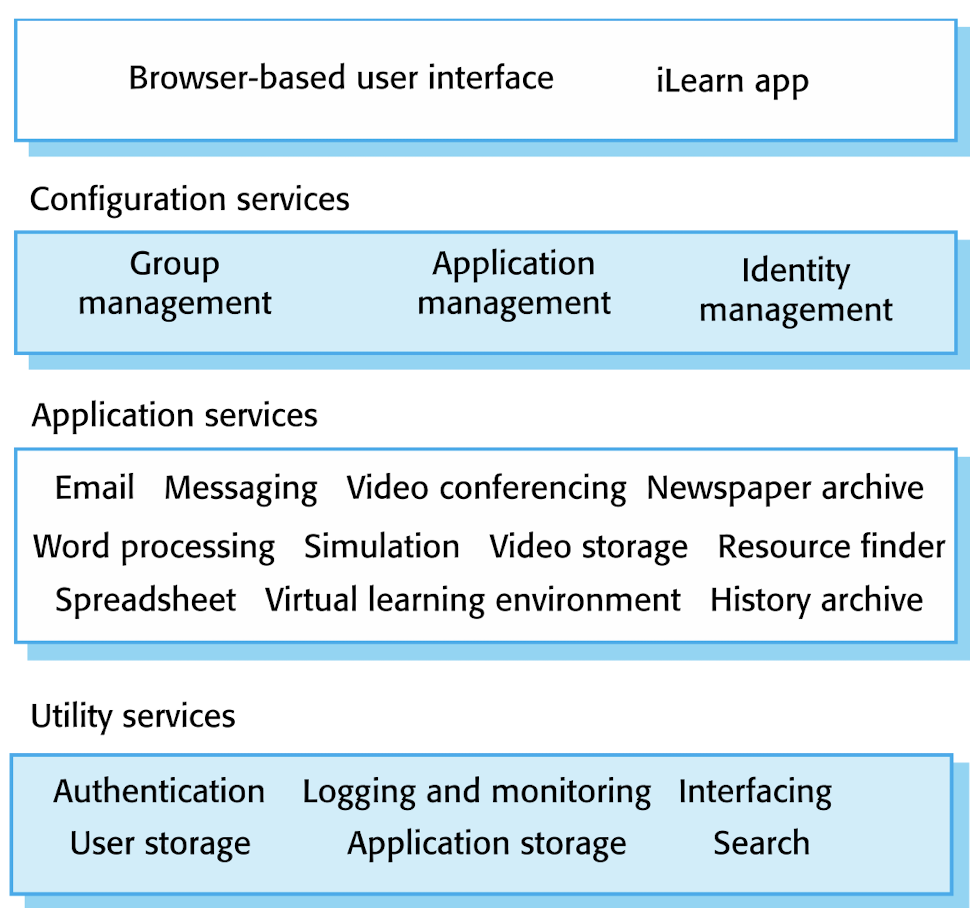 Browser-based user interface iLearn app
Configuration services
Group management
Application management
Identity management
Application services
Email Messaging Video conferencing Newspaper archive
Word processing Simulation Video storage Resource finder
Spreadsheet Virtual learning environment History archive
Utility services
Authentication Logging and monitoring Interfacing
User storage Application storage Search